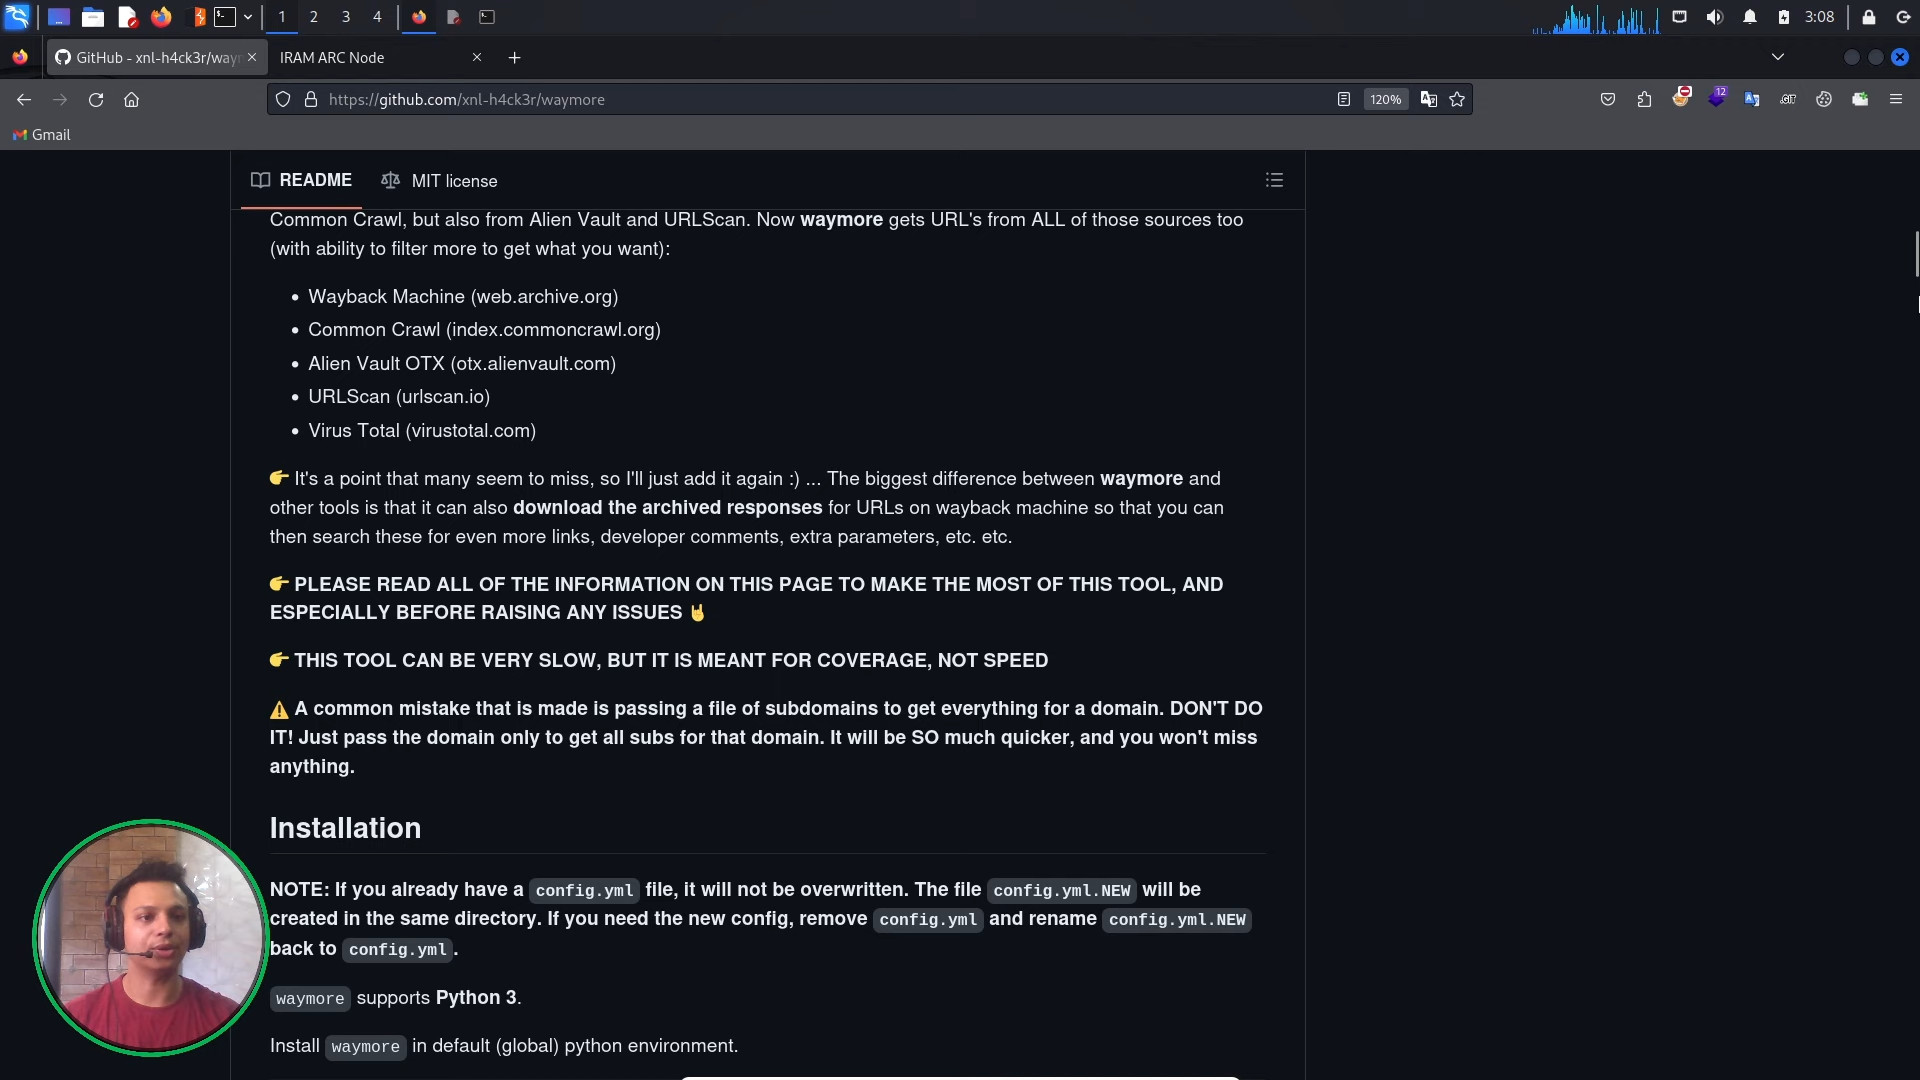 1 2 3 4 3:08
GitHub - xnl-h4ck3r/way IRAM ARC Node
https://github.com/xnl-h4ck3r/waymore 120% 12 .GIT
Gmail
README MIT license
Common Crawl, but also from Alien Vault and URLScan. Now waymore gets URL's from ALL of those sources too
(with ability to filter more to get what you want):
• Wayback Machine (web.archive.org)
• Common Crawl (index.commoncrawl.org)
• Alien Vault OTX (otx.alienvault.com)
• URLScan (urlscan.io)
• Virus Total (virustotal.com)
👉 It's a point that many seem to miss, so I'll just add it again :) ... The biggest difference between waymore and
other tools is that it can also download the archived responses for URLs on wayback machine so that you can
then search these for even more links, developer comments, extra parameters, etc. etc.
👉 PLEASE READ ALL OF THE INFORMATION ON THIS PAGE TO MAKE THE MOST OF THIS TOOL, AND
ESPECIALLY BEFORE RAISING ANY ISSUES 🤘
👉 THIS TOOL CAN BE VERY SLOW, BUT IT IS MEANT FOR COVERAGE, NOT SPEED
⚠️ A common mistake that is made is passing a file of subdomains to get everything for a domain. DON'T DO
IT! Just pass the domain only to get all subs for that domain. It will be SO much quicker, and you won't miss
anything.
Installation
NOTE: If you already have a config.yml file, it will not be overwritten. The file config.yml.NEW will be
created in the same directory. If you need the new config, remove config.yml and rename config.yml.NEW
back to config.yml.
waymore supports Python 3.
Install waymore in default (global) python environment.